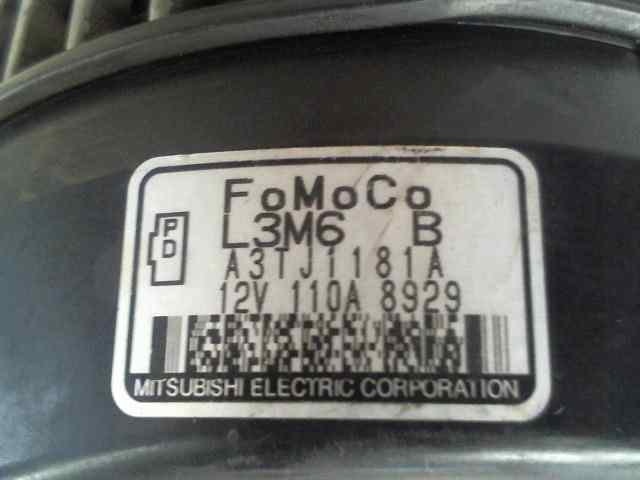 FoMoCo
L3M6 B
PD
A3TJ1181A
12V 110A 8929
MITSUBISHI ELECTRIC CORPORATION